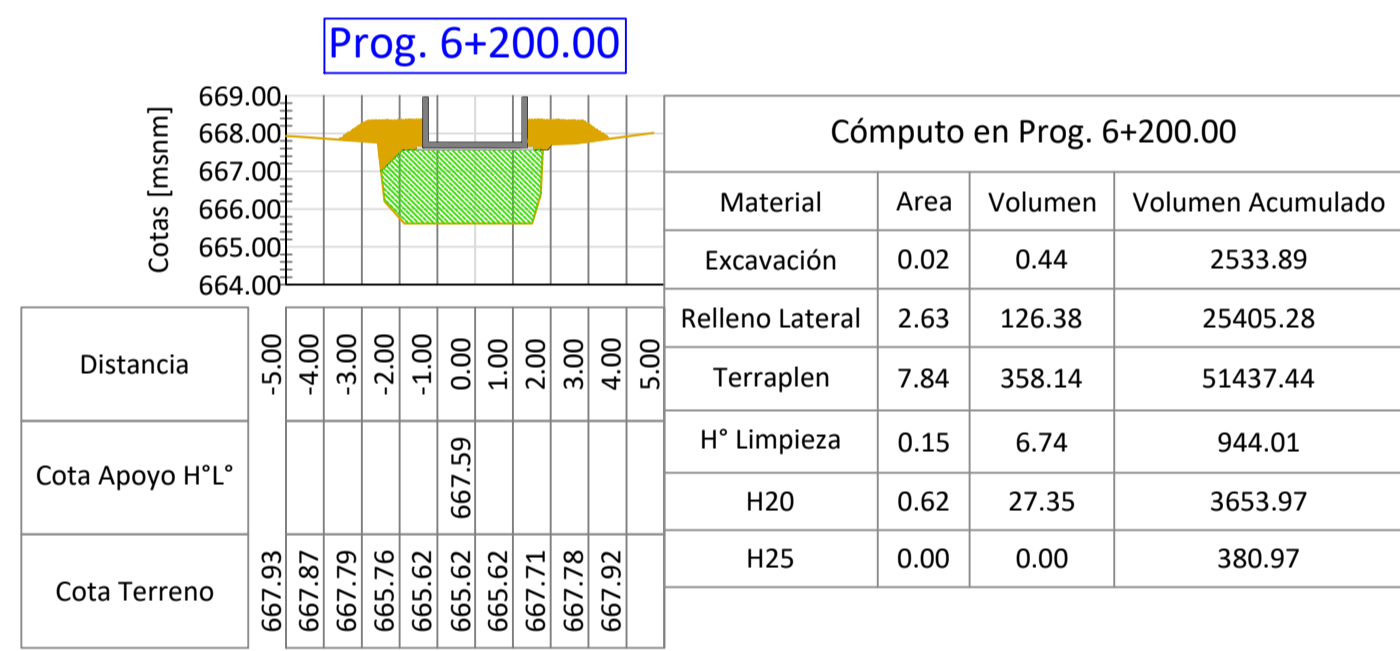 Prog. 6+200.00
Cotas [msnm]
669.00
668.00
667.00
666.00
665.00
664.00
Distancia
-5.00 -4.00 -3.00 -2.00 -1.00 0.00 1.00 2.00 3.00 4.00 5.00
Cota Apoyo H°L°
667.59
Cota Terreno
667.93 667.87 667.79 665.76 665.62 665.62 665.62 667.71 667.78 667.92
Cómputo en Prog. 6+200.00
Material Area Volumen Volumen Acumulado
Excavación 0.02 0.44 2533.89
Relleno Lateral 2.63 126.38 25405.28
Terraplen 7.84 358.14 51437.44
H° Limpieza 0.15 6.74 944.01
H20 0.62 27.35 3653.97
H25 0.00 0.00 380.97